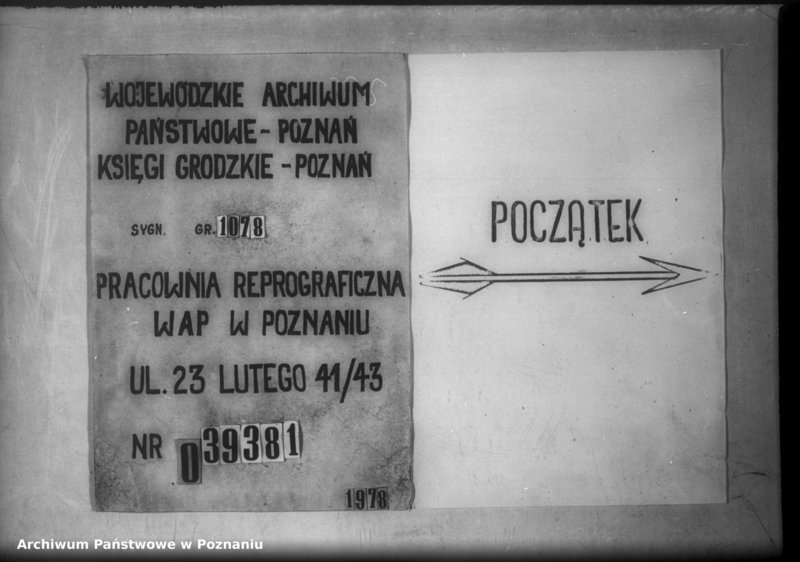 WOJEWÓDZKIE ARCHIWUM
PAŃSTWOWE - POZNAŃ
KSIĘGI GRODZKIE - POZNAŃ
SYGN. GR. 1078
PRACOWNIA REPROGRAFICZNA
WAP W POZNANIU
UL. 23 LUTEGO 41/43
NR 039381
1978
POCZĄTEK
Archiwum Państwowe w Poznaniu